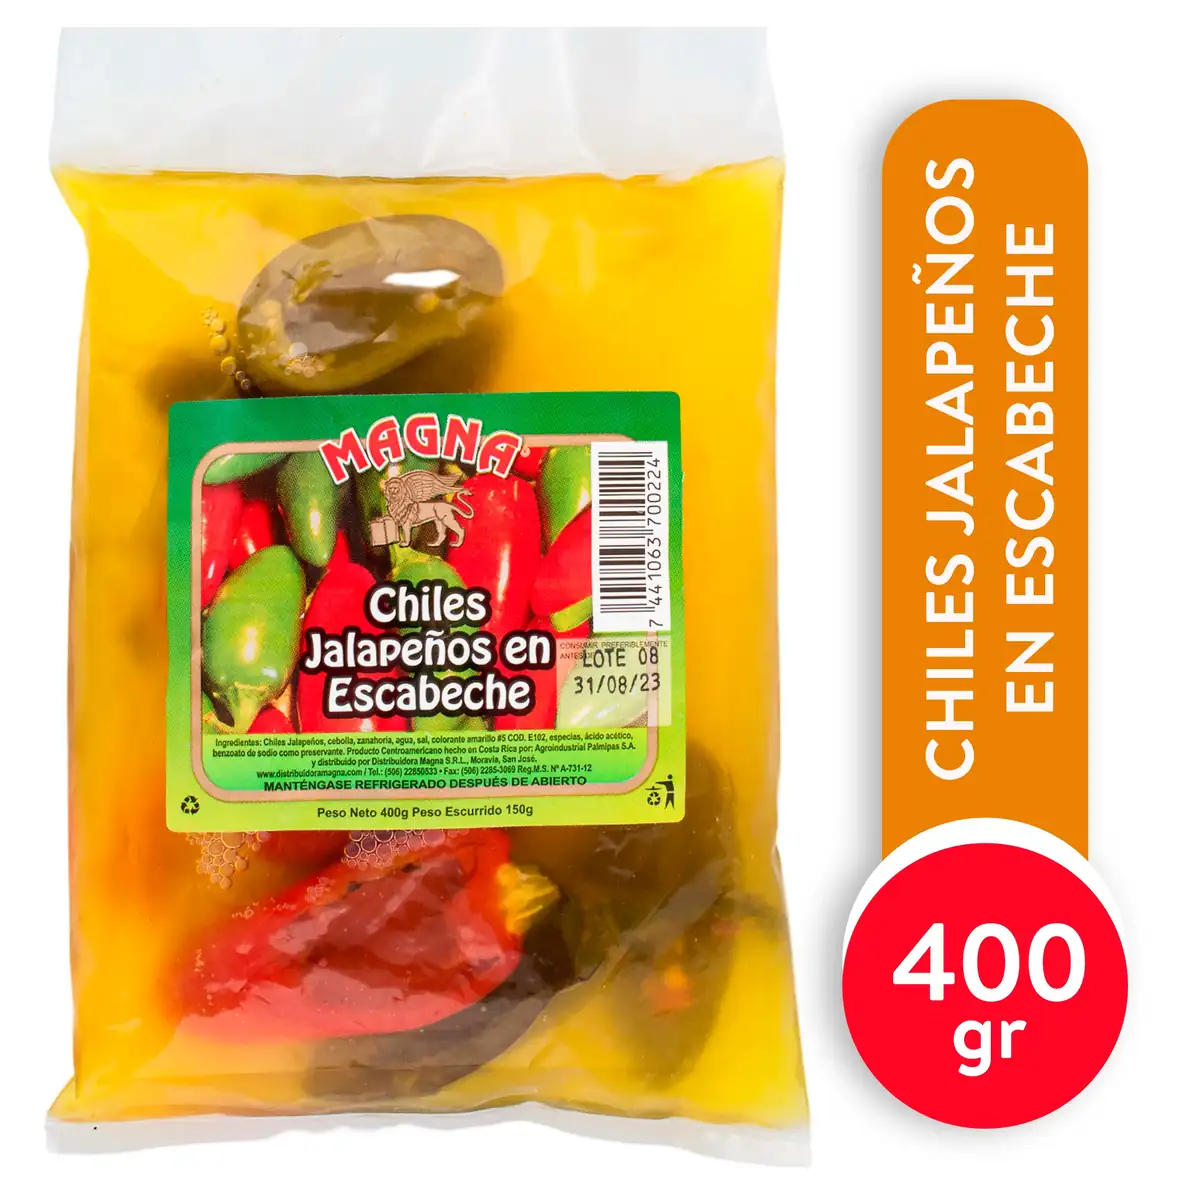 MAGNA
Chiles
Jalapeños en
Escabeche
7 441063 700224
CONSUMIR PREFERIBLEMENTE
ANTES DE
LOTE 08
31/08/23
Ingredientes: Chiles Jalapeños, cebolla, zanahoria, agua, sal, colorante amarillo #5 COD. E102, especias, ácido acético,
benzoato de sodio como preservante. Producto Centroamericano hecho en Costa Rica por: Agroindustrial Palmipas S.A.
y distribuido por Distribuidora Magna S.R.L., Moravia, San José.
www.distribuidoramagna.com / Tel.: (506) 22850533 • Fax: (506) 2285-3069 Reg.M.S. Nº A-731-12
MANTÉNGASE REFRIGERADO DESPUÉS DE ABIERTO
Peso Neto 400g Peso Escurrido 150g
CHILES JALAPEÑOS
EN ESCABECHE
400
gr